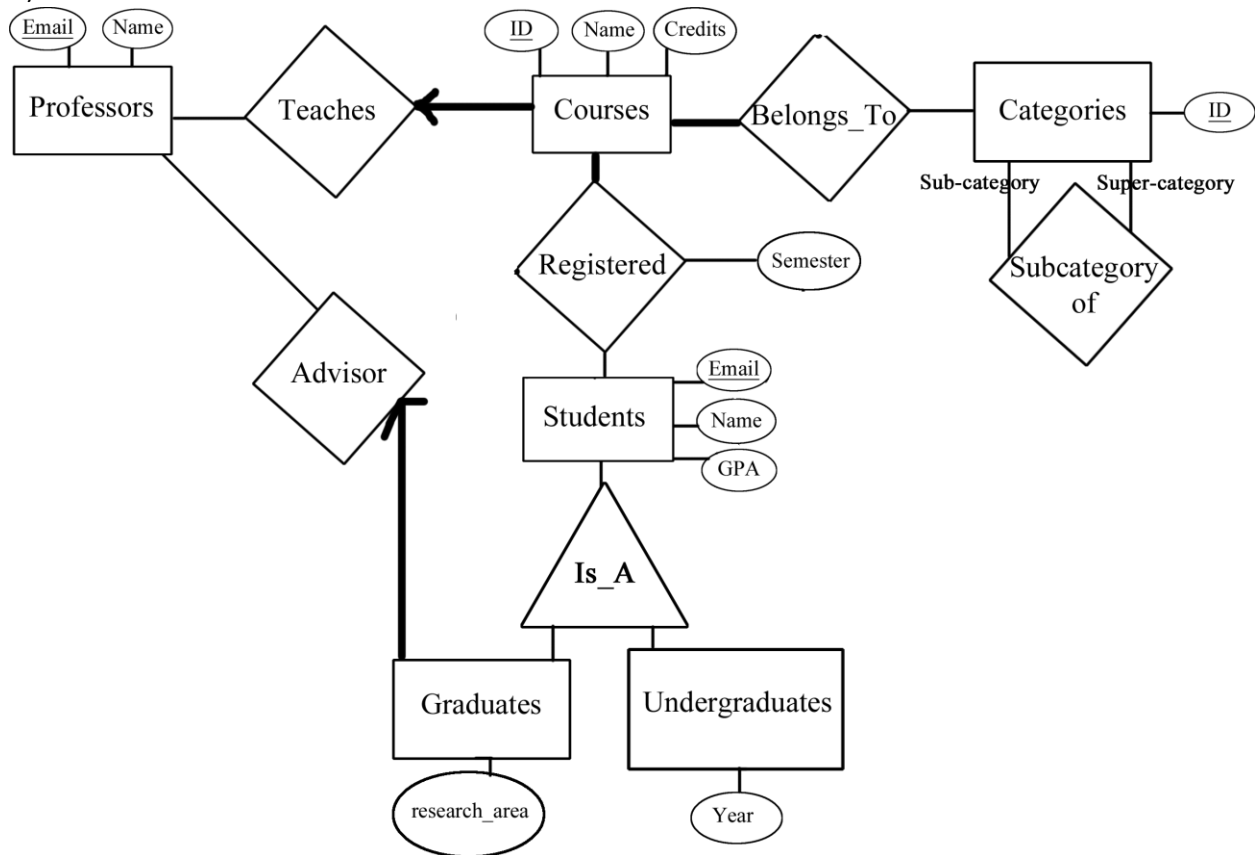 Email
Name
ID
Name
Credits
Professors
Teaches
Courses
Belongs_To
Categories
ID
Sub-category
Super-category
Registered
Semester
Subcategory
of
Advisor
Email
Students
Name
GPA
Is_A
Graduates
Undergraduates
research_area
Year